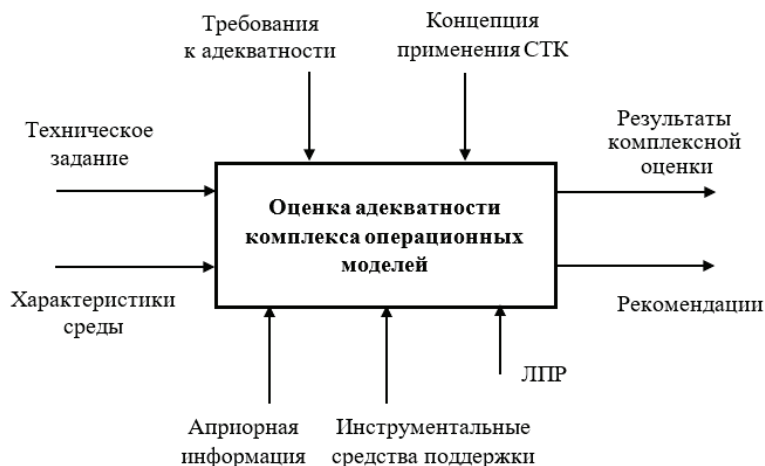 Требования
к адекватности
Концепция
применения СТК
Техническое
задание
Результаты
комплексной
оценки
Оценка адекватности
комплекса операционных
моделей
Характеристики
среды
Рекомендации
ЛПР
Априорная
информация
Инструментальные
средства поддержки